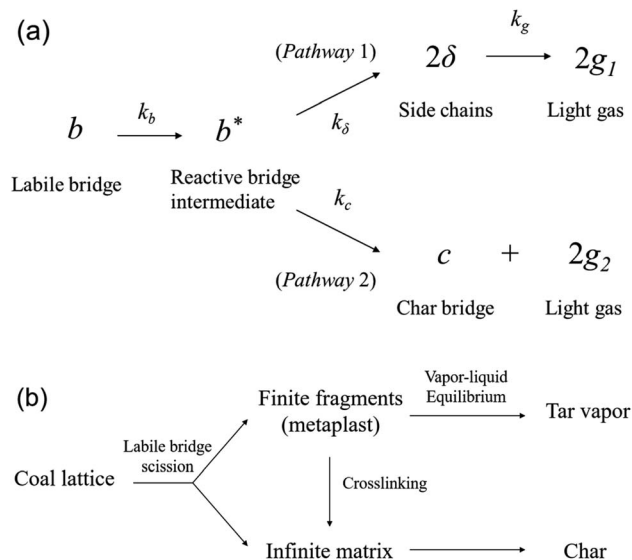 (a)
(Pathway 1)
2δ
k_g
2g₁
Side chains
Light gas
k_δ
b
k_b
b*
Labile bridge
Reactive bridge
intermediate
k_c
(Pathway 2)
c + 2g₂
Char bridge
Light gas
(b)
Coal lattice
Labile bridge
scission
Finite fragments
(metaplast)
Vapor-liquid
Equilibrium
Tar vapor
Crosslinking
Infinite matrix
Char